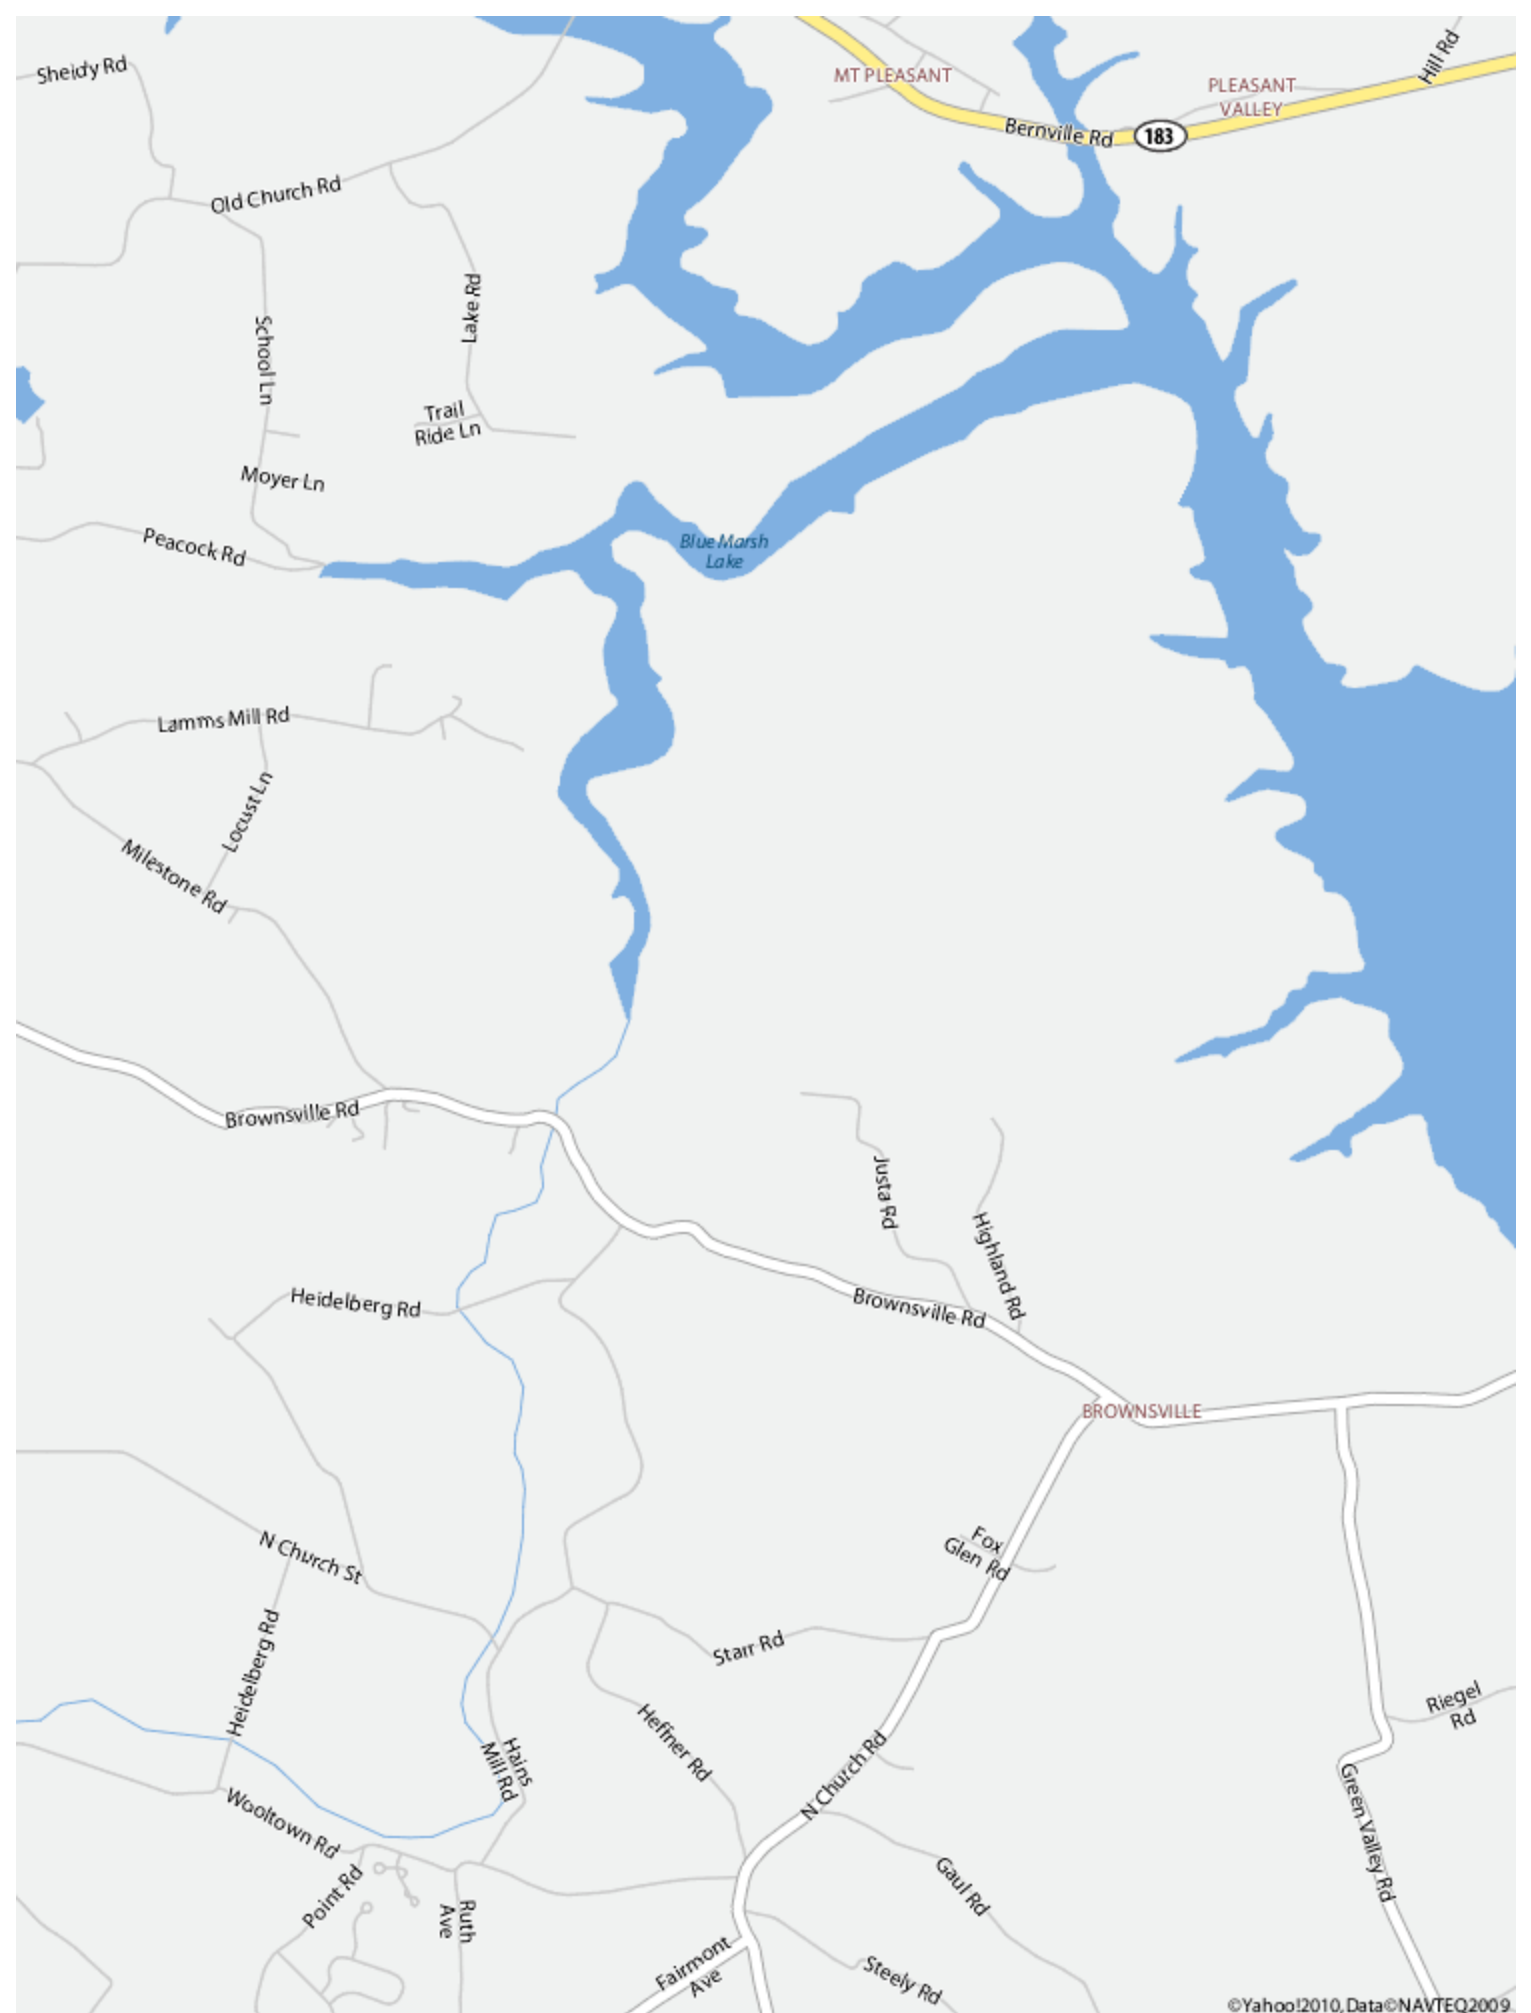 Sheidy Rd
MT PLEASANT
PLEASANT
VALLEY
Hill Rd
Bernville Rd
183
Old Church Rd
Lake Rd
School Ln
Trail
Ride Ln
Moyer Ln
Peacock Rd
Blue Marsh
Lake
Lamms Mill Rd
Locust Ln
Milestone Rd
Brownsville Rd
Justa Rd
Highland Rd
Heidelberg Rd
Brownsville Rd
BROWNSVILLE
N Church St
Fox
Glen Rd
Heidelberg Rd
Starr Rd
Riegel
Rd
Heffner Rd
Hains
Mill Rd
N Church Rd
Green Valley Rd
Wooltown Rd
Point Rd
Ruth
Ave
Gaul Rd
Fairmont
Ave
Steely Rd
©Yahoo!2010, Data©NAVTEQ2009